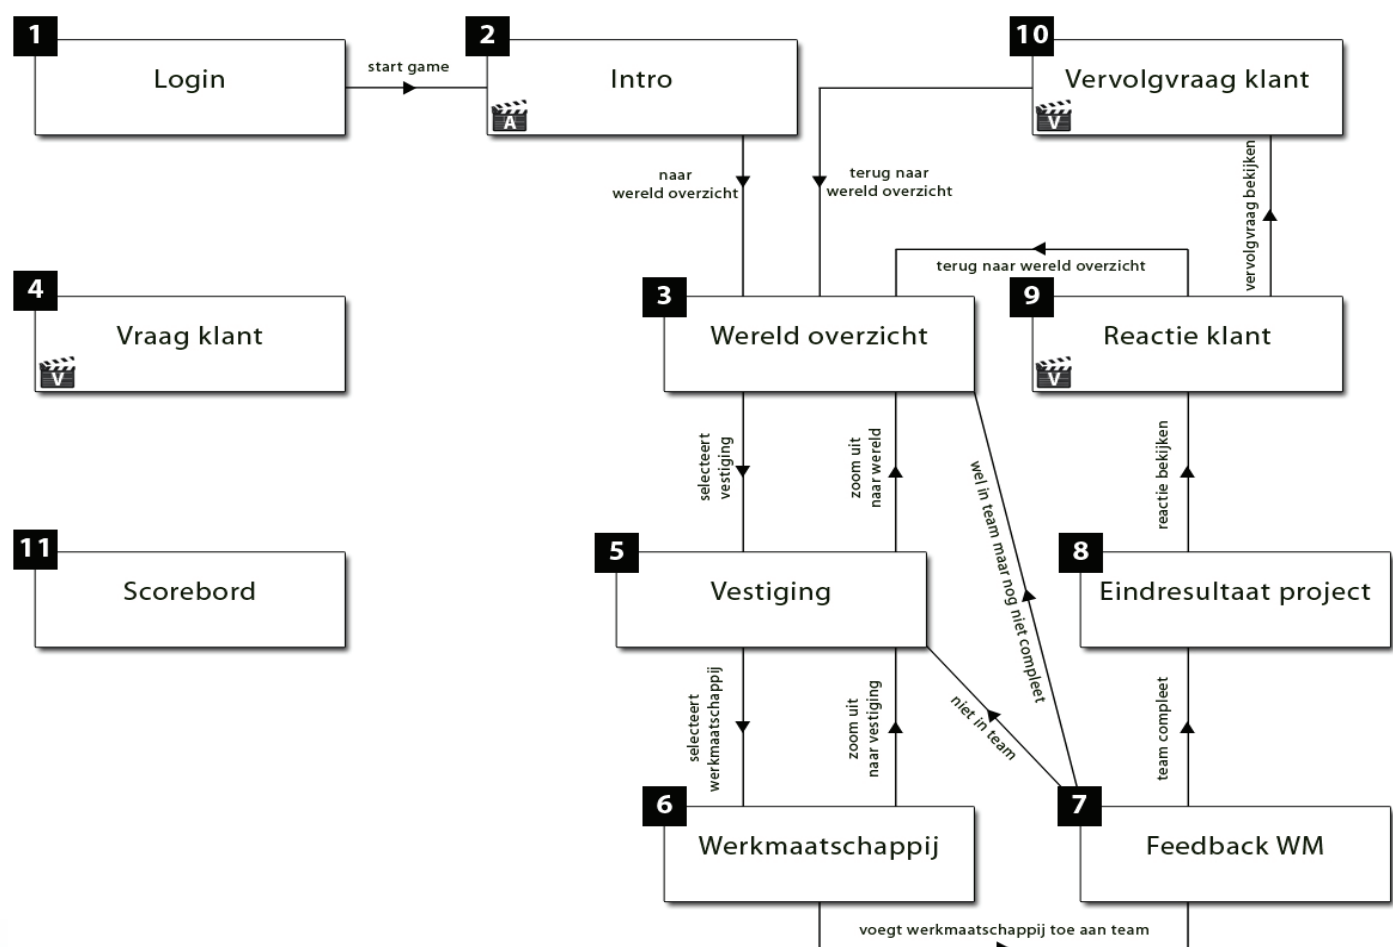 1
Login
start game
2
Intro
A
10
Vervolgvraag klant
V
naar
wereld overzicht
terug naar
wereld overzicht
vervolgvraag bekijken
terug naar wereld overzicht
4
Vraag klant
V
3
Wereld overzicht
9
Reactie klant
V
selecteert
vestiging
zoom uit
naar wereld
wel in team maar nog niet compleet
reactie bekijken
11
Scorebord
5
Vestiging
8
Eindresultaat project
selecteert
werkmaatschappij
zoom uit
naar vestiging
niet in team
team compleet
6
Werkmaatschappij
7
Feedback WM
voegt werkmaatschappij toe aan team